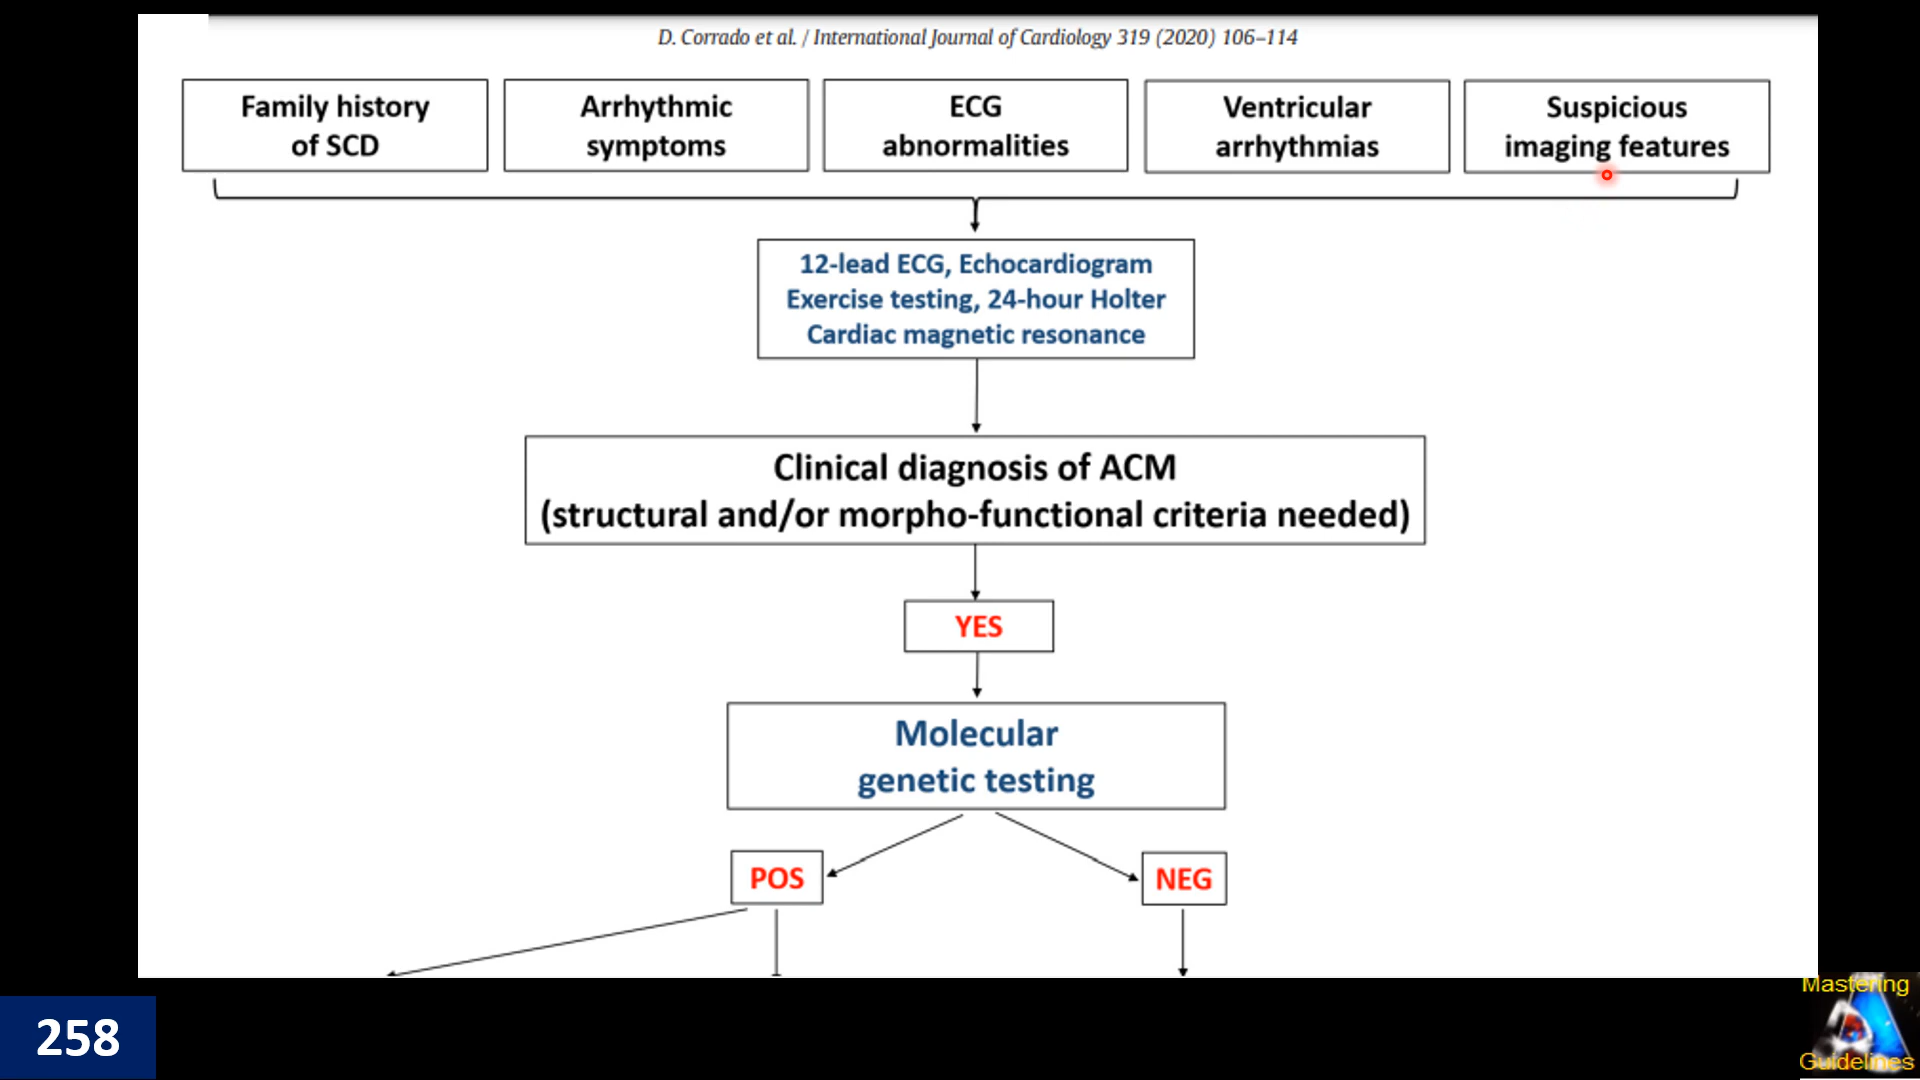 D. Corrado et al. / International Journal of Cardiology 319 (2020) 106–114
Family history
of SCD
Arrhythmic
symptoms
ECG
abnormalities
Ventricular
arrhythmias
Suspicious
imaging features
12-lead ECG, Echocardiogram
Exercise testing, 24-hour Holter
Cardiac magnetic resonance
Clinical diagnosis of ACM
(structural and/or morpho-functional criteria needed)
YES
Molecular
genetic testing
POS
NEG
258
Mastering
Guidelines